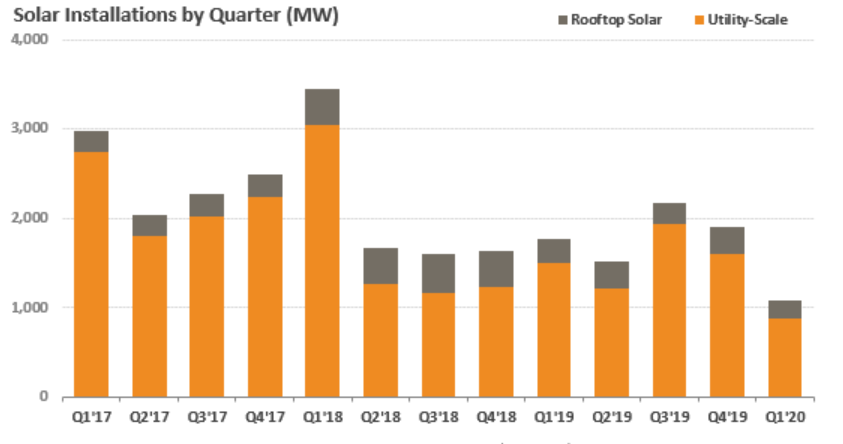 Solar Installations by Quarter (MW)
Rooftop Solar Utility-Scale
4,000
3,000
2,000
1,000
0
Q1'17 Q2'17 Q3'17 Q4'17 Q1'18 Q2'18 Q3'18 Q4'18 Q1'19 Q2'19 Q3'19 Q4'19 Q1'20